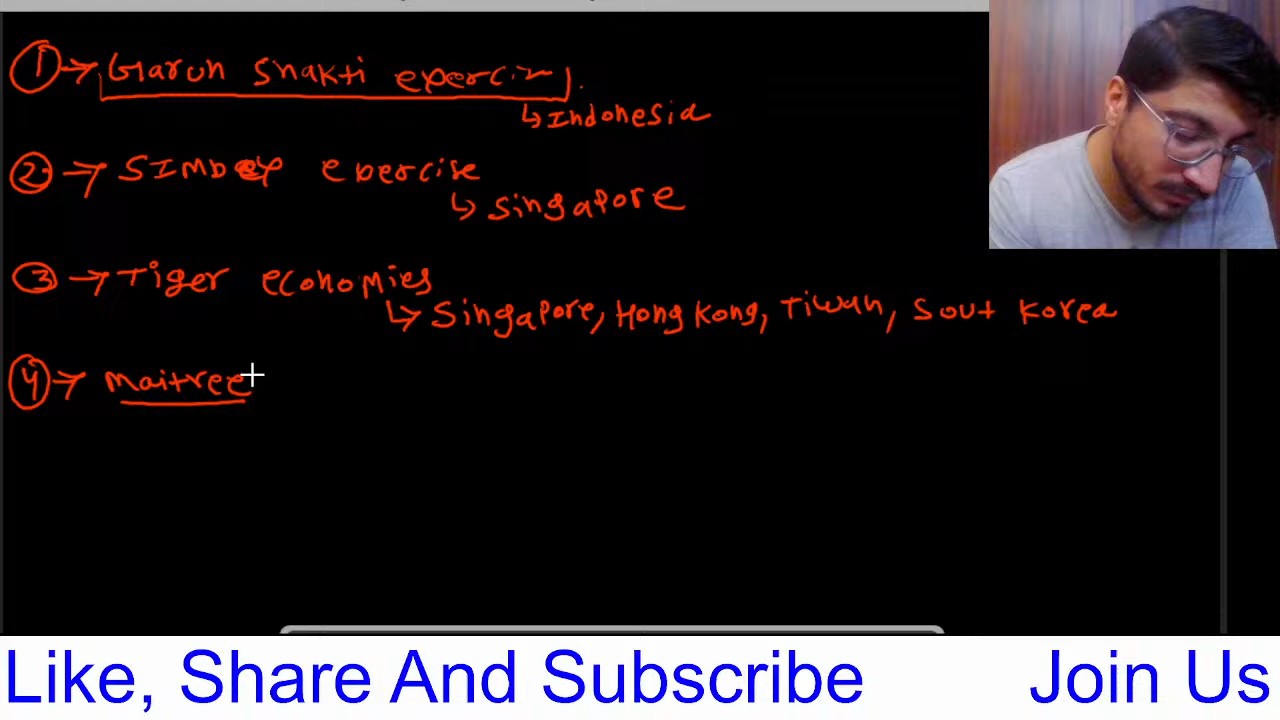 ① → Garun Shakti exercise
↳ Indonesia
② → SIMbex exercise
↳ Singapore
③ → Tiger economies
↳ Singapore, Hong Kong, Tiwan, Sout Korea
④ → Maitree
Like, Share And Subscribe Join Us